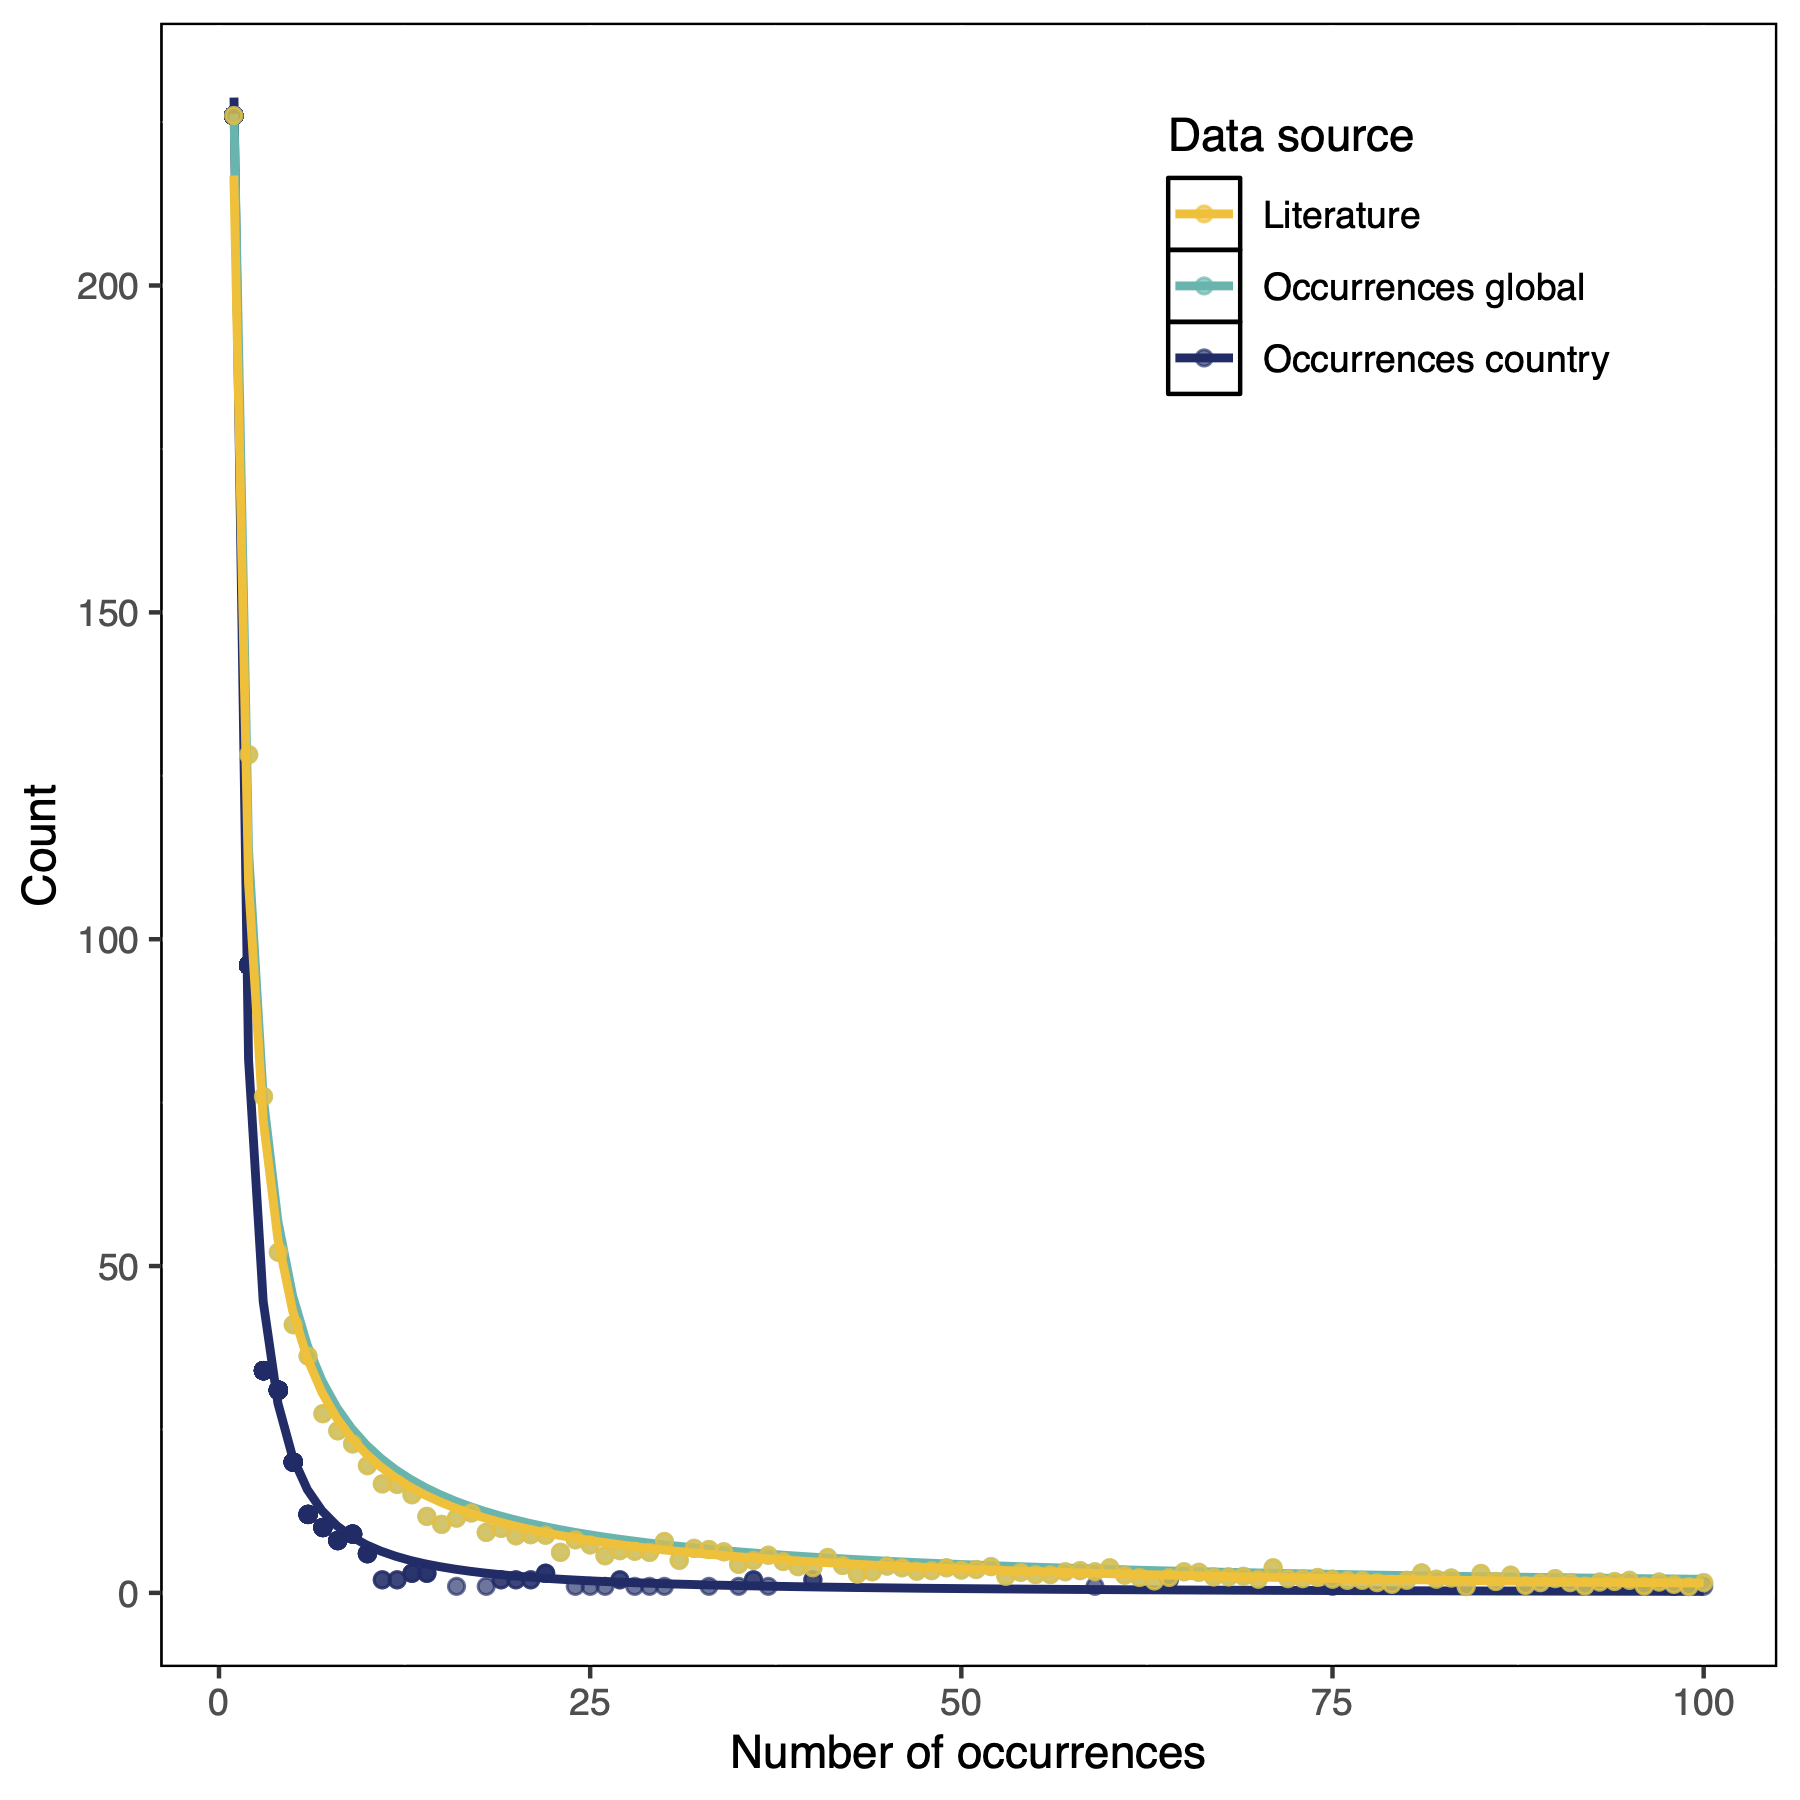 Data source
Literature
Occurrences global
Occurrences country
Count
200
150
100
50
0
0 25 50 75 100
Number of occurrences